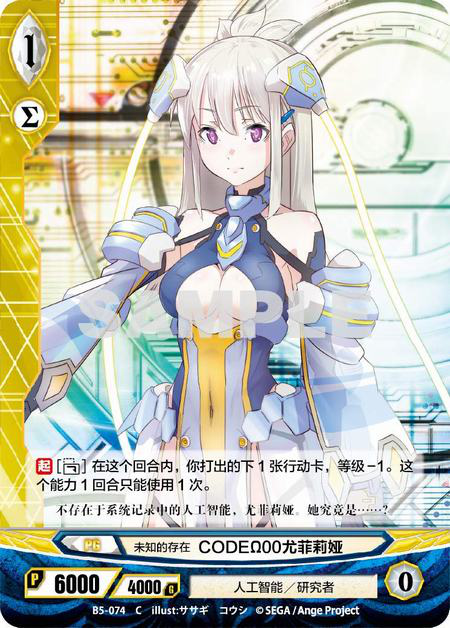 1
Σ
SAMPLE
起[ ]在这个回合内，你打出的下1张行动卡，等级－1。这
个能力1回合只能使用1次。
不存在于系统记录中的人工智能，尤菲莉娅。她究竟是……？
PG 未知的存在 CODEΩ00尤菲莉娅
P 6000 / 4000 G 人工智能／研究者 0
B5-074 C illust:ササギ コウシ ©SEGA / Ange Project